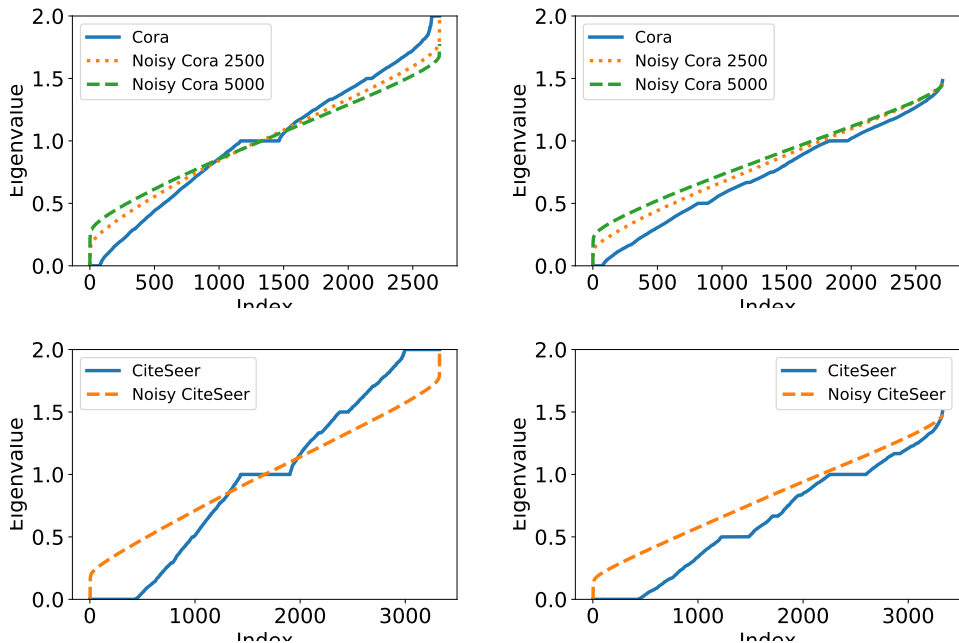 2.0
1.5
1.0
0.5
0.0
Eigenvalue
Cora
Noisy Cora 2500
Noisy Cora 5000
0 500 1000 1500 2000 2500
Index
2.0
1.5
1.0
0.5
0.0
Eigenvalue
Cora
Noisy Cora 2500
Noisy Cora 5000
0 500 1000 1500 2000 2500
Index
2.0
1.5
1.0
0.5
0.0
Eigenvalue
CiteSeer
Noisy CiteSeer
0 1000 2000 3000
Index
2.0
1.5
1.0
0.5
0.0
Eigenvalue
CiteSeer
Noisy CiteSeer
0 1000 2000 3000
Index